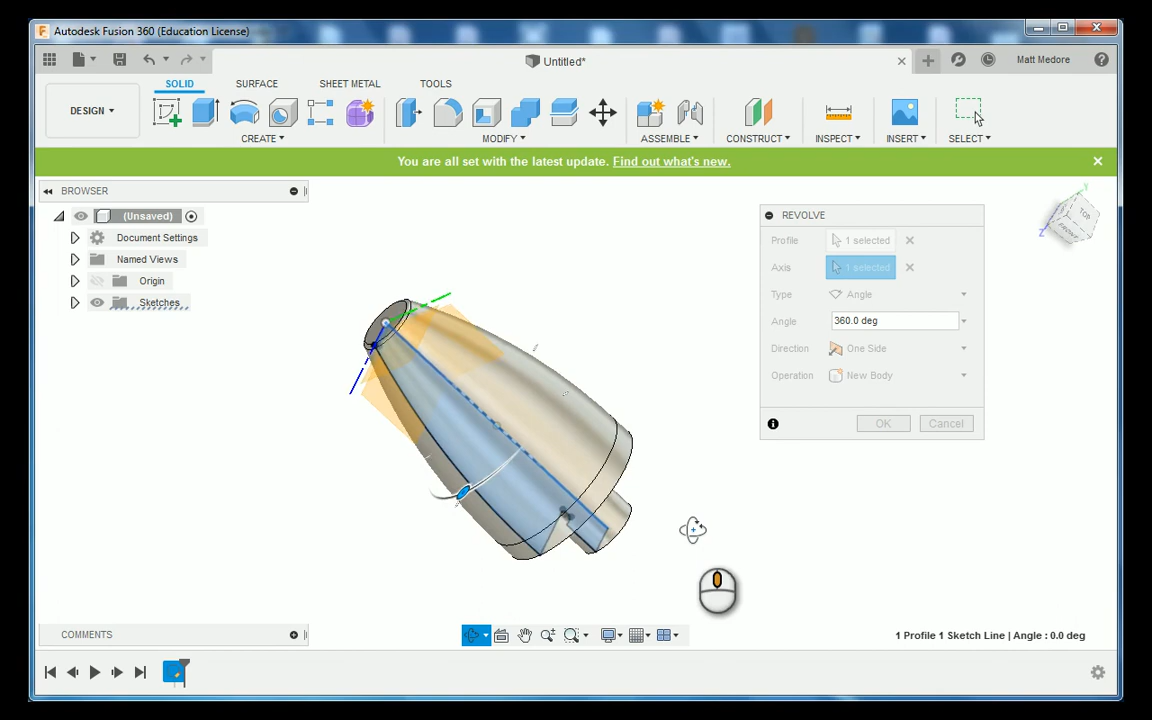 Autodesk Fusion 360 (Education License)
Untitled*
Matt Medore
SOLID SURFACE SHEET METAL TOOLS
DESIGN
CREATE MODIFY ASSEMBLE CONSTRUCT INSPECT INSERT SELECT
You are all set with the latest update. Find out what's new.
BROWSER
(Unsaved)
Document Settings
Named Views
Origin
Sketches
REVOLVE
Profile 1 selected
Axis 1 selected
Type Angle
Angle 360.0 deg
Direction One Side
Operation New Body
OK Cancel
TOP
FRONT
Y
Z
COMMENTS
1 Profile 1 Sketch Line | Angle : 0.0 deg